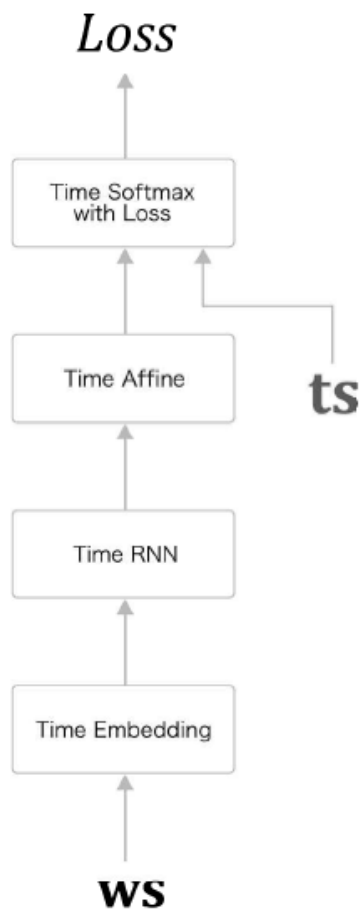 Loss
Time Softmax
with Loss
Time Affine
ts
Time RNN
Time Embedding
ws